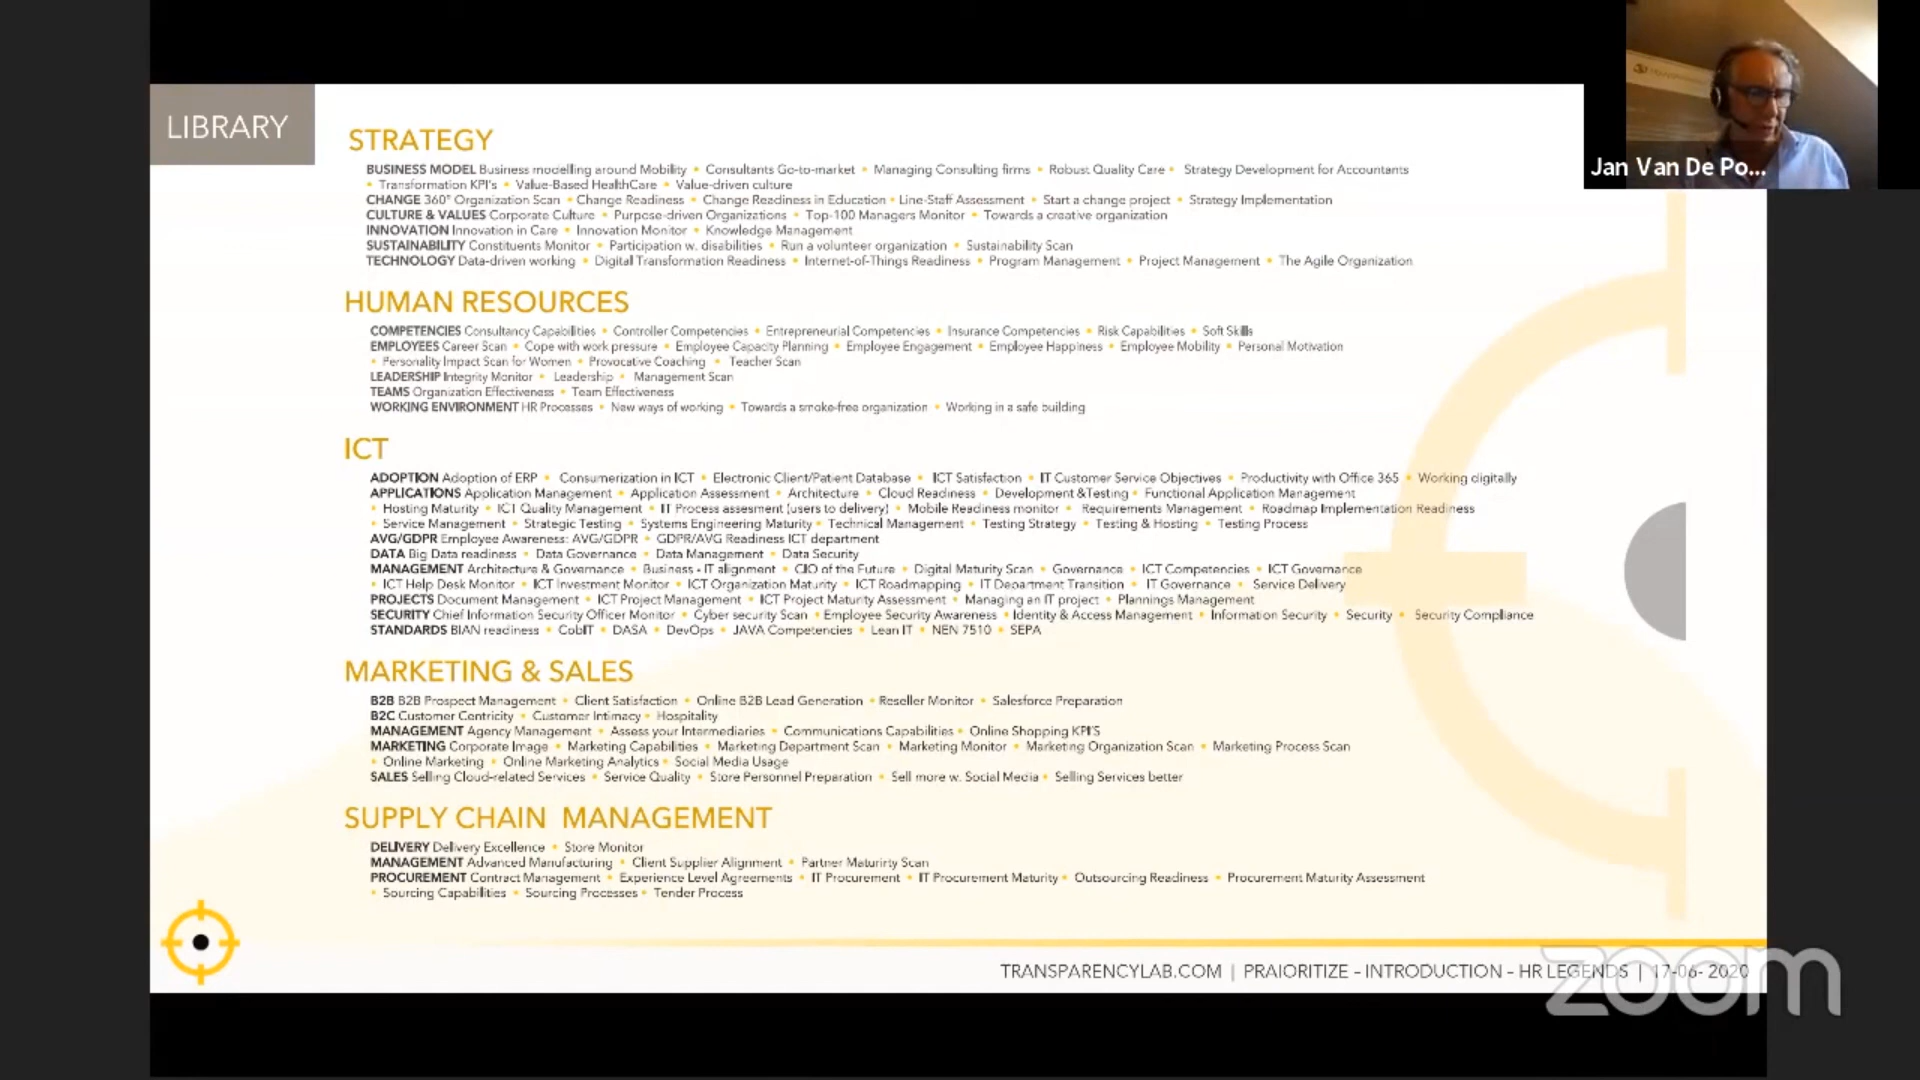 LIBRARY
Jan Van De Po...
STRATEGY
BUSINESS MODEL Business modelling around Mobility • Consultants Go-to-market • Managing Consulting firms • Robust Quality Care • Strategy Development for Accountants
• Transformation KPI's • Value-Based HealthCare • Value-driven culture
CHANGE 360° Organization Scan • Change Readiness • Change Readiness in Education • Line-Staff Assessment • Start a change project • Strategy Implementation
CULTURE & VALUES Corporate Culture • Purpose-driven Organizations • Top-100 Managers Monitor • Towards a creative organization
INNOVATION Innovation in Care • Innovation Monitor • Knowledge Management
SUSTAINABILITY Constituents Monitor • Participation w. disabilities • Run a volunteer organization • Sustainability Scan
TECHNOLOGY Data-driven working • Digital Transformation Readiness • Internet-of-Things Readiness • Program Management • Project Management • The Agile Organization
HUMAN RESOURCES
COMPETENCIES Consultancy Capabilities • Controller Competencies • Entrepreneurial Competencies • Insurance Competencies • Risk Capabilities • Soft Skills
EMPLOYEES Career Scan • Cope with work pressure • Employee Capacity Planning • Employee Engagement • Employee Happiness • Employee Mobility • Personal Motivation
• Personality Impact Scan for Women • Provocative Coaching • Teacher Scan
LEADERSHIP Integrity Monitor • Leadership • Management Scan
TEAMS Organization Effectiveness • Team Effectiveness
WORKING ENVIRONMENT HR Processes • New ways of working • Towards a smoke-free organization • Working in a safe building
ICT
ADOPTION Adoption of ERP • Consumerization in ICT • Electronic Client/Patient Database • ICT Satisfaction • IT Customer Service Objectives • Productivity with Office 365 • Working digitally
APPLICATIONS Application Management • Application Assessment • Architecture • Cloud Readiness • Development &Testing • Functional Application Management
• Hosting Maturity • ICT Quality Management • IT Process assesment (users to delivery) • Mobile Readiness monitor • Requirements Management • Roadmap Implementation Readiness
• Service Management • Strategic Testing • Systems Engineering Maturity • Technical Management • Testing Strategy • Testing & Hosting • Testing Process
AVG/GDPR Employee Awareness: AVG/GDPR • GDPR/AVG Readiness ICT department
DATA Big Data readiness • Data Governance • Data Management • Data Security
MANAGEMENT Architecture & Governance • Business - IT alignment • CIO of the Future • Digital Maturity Scan • Governance • ICT Competencies • ICT Governance
• ICT Help Desk Monitor • ICT Investment Monitor • ICT Organization Maturity • ICT Roadmapping • IT Department Transition • IT Governance • Service Delivery
PROJECTS Document Management • ICT Project Management • ICT Project Maturity Assessment • Managing an IT project • Plannings Management
SECURITY Chief Information Security Officer Monitor • Cyber security Scan • Employee Security Awareness • Identity & Access Management • Information Security • Security • Security Compliance
STANDARDS BIAN readiness • CobIT • DASA • DevOps • JAVA Competencies • Lean IT • NEN 7510 • SEPA
MARKETING & SALES
B2B B2B Prospect Management • Client Satisfaction • Online B2B Lead Generation • Reseller Monitor • Salesforce Preparation
B2C Customer Centricity • Customer Intimacy • Hospitality
MANAGEMENT Agency Management • Assess your Intermediaries • Communications Capabilities • Online Shopping KPI'S
MARKETING Corporate Image • Marketing Capabilities • Marketing Department Scan • Marketing Monitor • Marketing Organization Scan • Marketing Process Scan
• Online Marketing • Online Marketing Analytics • Social Media Usage
SALES Selling Cloud-related Services • Service Quality • Store Personnel Preparation • Sell more w. Social Media • Selling Services better
SUPPLY CHAIN MANAGEMENT
DELIVERY Delivery Excellence • Store Monitor
MANAGEMENT Advanced Manufacturing • Client Supplier Alignment • Partner Maturirty Scan
PROCUREMENT Contract Management • Experience Level Agreements • IT Procurement • IT Procurement Maturity • Outsourcing Readiness • Procurement Maturity Assessment
• Sourcing Capabilities • Sourcing Processes • Tender Process
TRANSPARENCYLAB.COM | PRAIORITIZE - INTRODUCTION - HR LEGENDS | 17-06- 2020
zoom